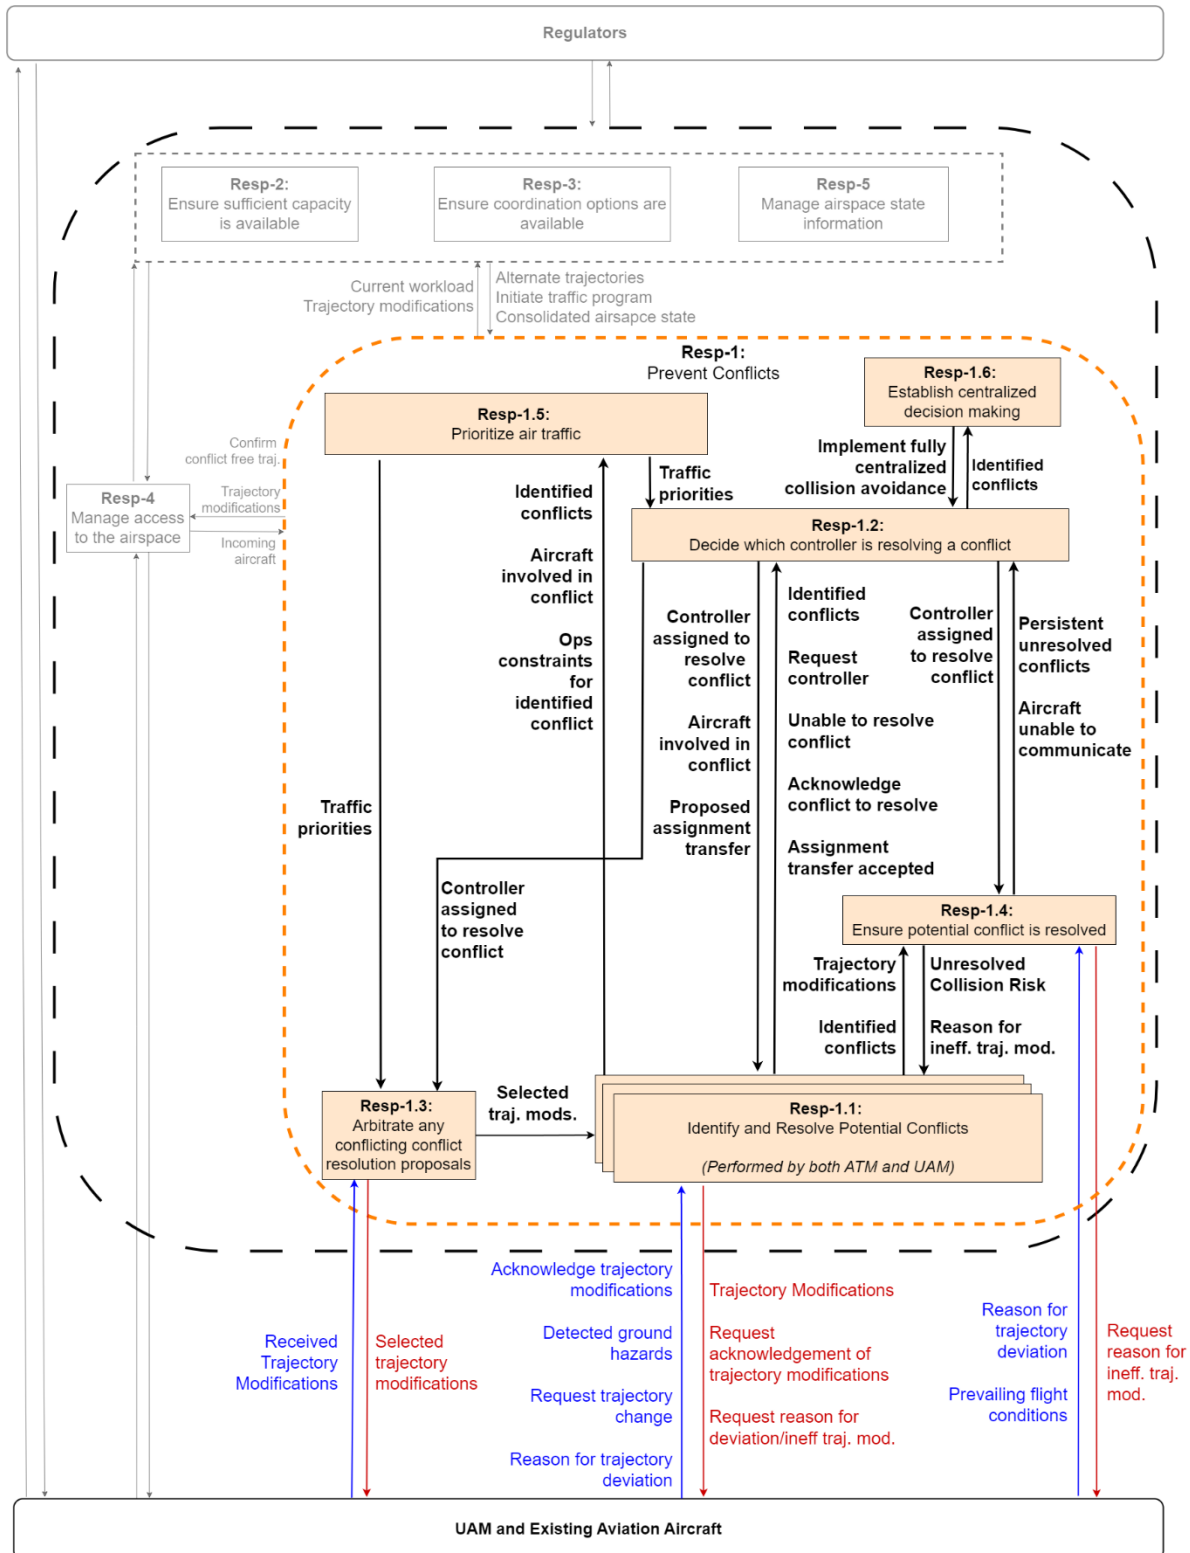 Regulators
Resp-2:
Ensure sufficient capacity
is available
Resp-3:
Ensure coordination options are
available
Resp-5
Manage airspace state
information
Current workload
Trajectory modifications
Alternate trajectories
Initiate traffic program
Consolidated airsapce state
Resp-1:
Prevent Conflicts
Resp-1.6:
Establish centralized
decision making
Resp-1.5:
Prioritize air traffic
Confirm
conflict free traj.
Resp-4
Manage access
to the airspace
Trajectory
modifications
Incoming
aircraft
Identified
conflicts
Aircraft
involved in
conflict
Ops
constraints
for
identified
conflict
Traffic
priorities
Implement fully
centralized
collision avoidance
Identified
conflicts
Resp-1.2:
Decide which controller is resolving a conflict
Controller
assigned to
resolve
conflict
Aircraft
involved in
conflict
Proposed
assignment
transfer
Identified
conflicts
Request
controller
Unable to resolve
conflict
Acknowledge
conflict to resolve
Assignment
transfer accepted
Controller
assigned
to resolve
conflict
Persistent
unresolved
conflicts
Aircraft
unable to
communicate
Traffic
priorities
Controller
assigned
to resolve
conflict
Resp-1.4:
Ensure potential conflict is resolved
Trajectory
modifications
Identified
conflicts
Unresolved
Collision Risk
Reason for
ineff. traj. mod.
Resp-1.3:
Arbitrate any
conflicting conflict
resolution proposals
Selected
traj. mods.
Resp-1.1:
Identify and Resolve Potential Conflicts
(Performed by both ATM and UAM)
Received
Trajectory
Modifications
Selected
trajectory
modifications
Acknowledge trajectory
modifications
Detected ground
hazards
Request trajectory
change
Reason for trajectory
deviation
Trajectory Modifications
Request
acknowledgement of
trajectory modifications
Request reason for
deviation/ineff traj. mod.
Reason for
trajectory
deviation
Prevailing flight
conditions
Request
reason for
ineff. traj.
mod.
UAM and Existing Aviation Aircraft